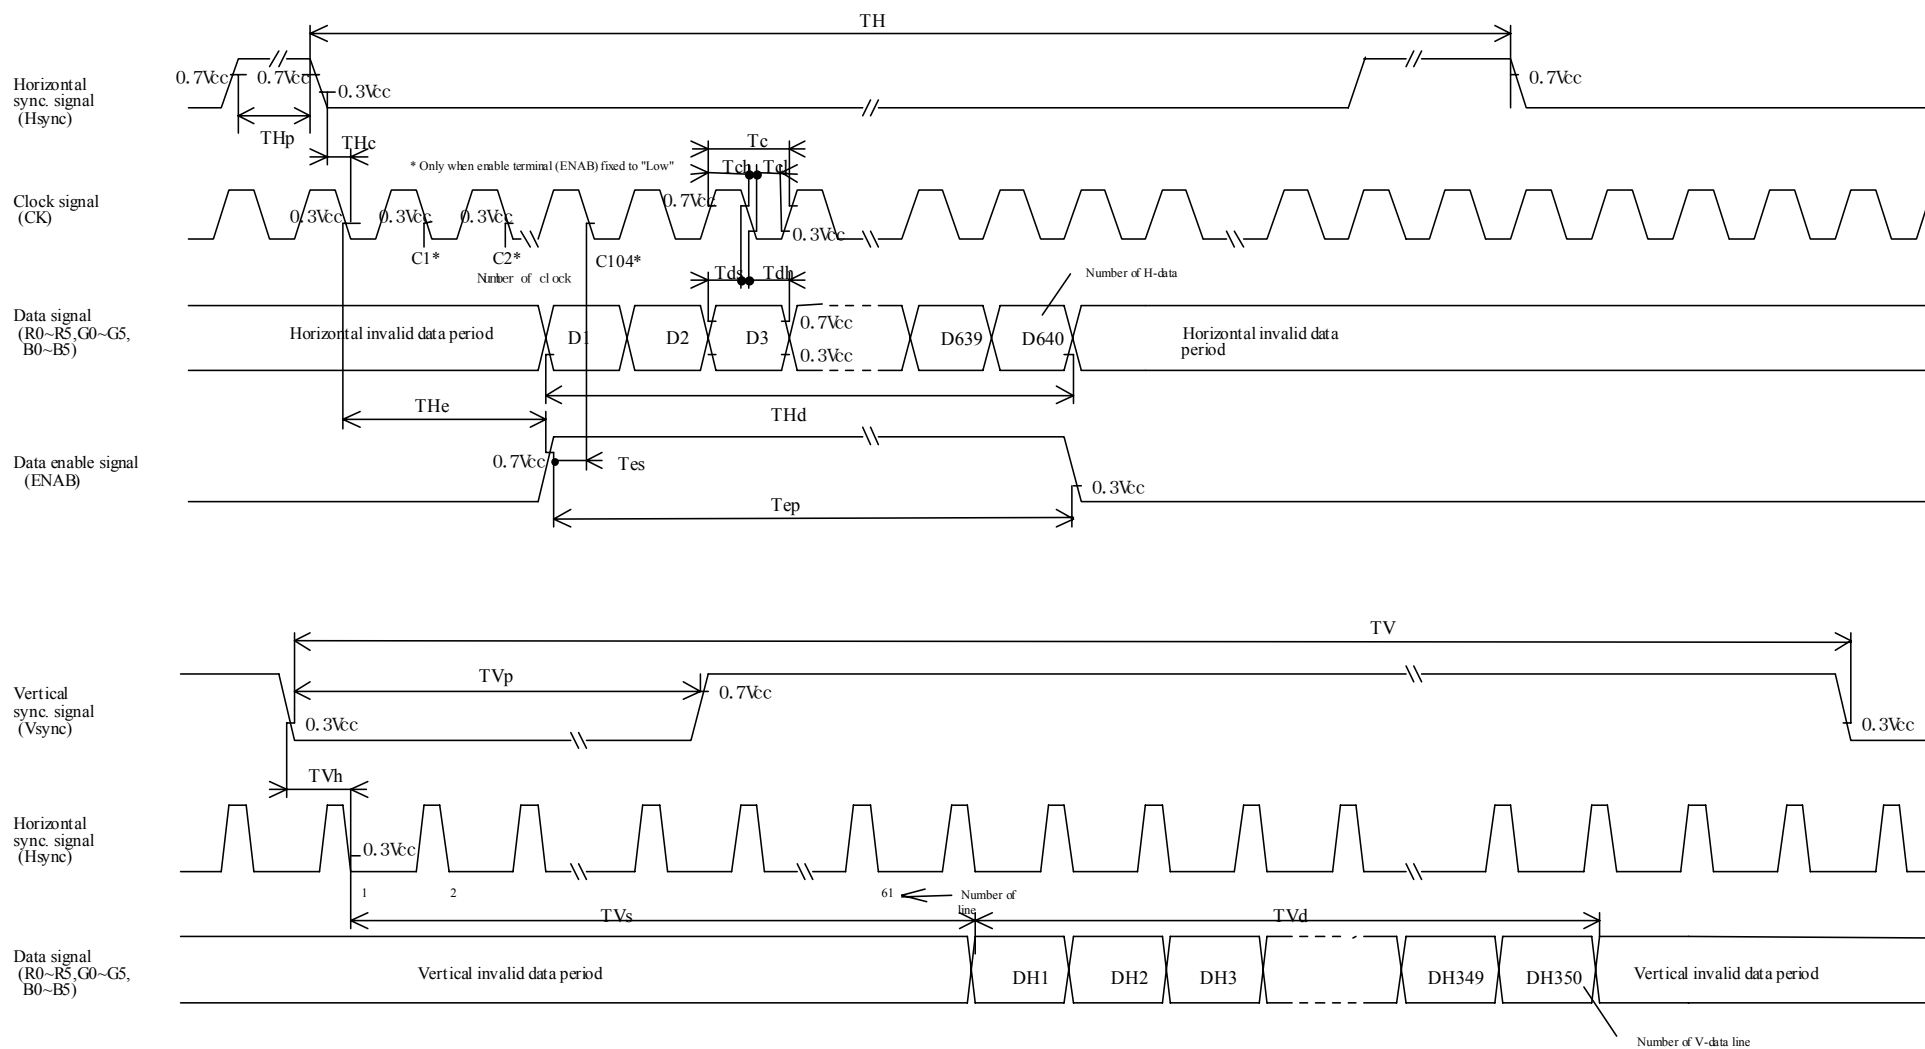 TH
Horizontal
sync. signal
(Hsync)
0.7Vcc
0.7Vcc
0.3Vcc
0.7Vcc
THp
THc
Tc
* Only when enable terminal (ENAB) fixed to "Low"
Tch
Tcl
Clock signal
(CK)
0.3Vcc
0.3Vcc
0.3Vcc
0.7Vcc
0.3Vcc
C1*
C2*
C104*
Number of clock
Tds
Tdh
Number of H-data
Data signal
(R0~R5,G0~G5,
B0~B5)
Horizontal invalid data period
D1
D2
D3
0.7Vcc
0.3Vcc
D639
D640
Horizontal invalid data
period
THe
THd
Data enable signal
(ENAB)
0.7Vcc
Tes
0.3Vcc
Tep
TV
TVp
Vertical
sync. signal
(Vsync)
0.3Vcc
0.7Vcc
0.3Vcc
TVh
Horizontal
sync. signal
(Hsync)
0.3Vcc
1
2
61
Number of
line
TVs
TVd
Data signal
(R0~R5,G0~G5,
B0~B5)
Vertical invalid data period
DH1
DH2
DH3
DH349
DH350
Vertical invalid data period
Number of V-data line